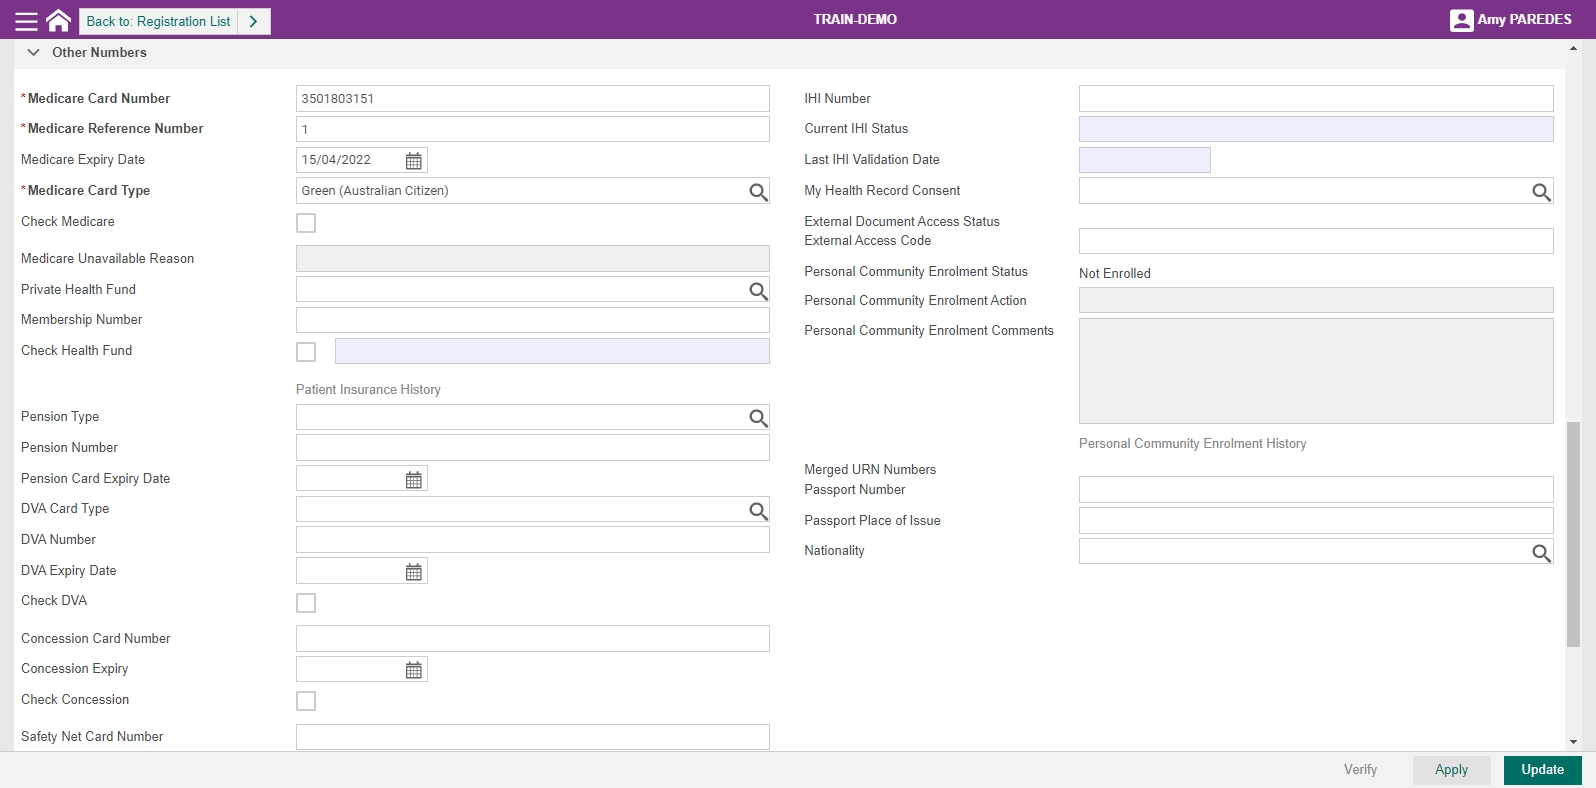 Back to: Registration List
TRAIN-DEMO
Amy PAREDES
Other Numbers
*Medicare Card Number
3501803151
*Medicare Reference Number
1
Medicare Expiry Date
15/04/2022
*Medicare Card Type
Green (Australian Citizen)
Check Medicare
Medicare Unavailable Reason
Private Health Fund
Membership Number
Check Health Fund
Patient Insurance History
Pension Type
Pension Number
Pension Card Expiry Date
DVA Card Type
DVA Number
DVA Expiry Date
Check DVA
Concession Card Number
Concession Expiry
Check Concession
Safety Net Card Number
IHI Number
Current IHI Status
Last IHI Validation Date
My Health Record Consent
External Document Access Status
External Access Code
Personal Community Enrolment Status
Not Enrolled
Personal Community Enrolment Action
Personal Community Enrolment Comments
Personal Community Enrolment History
Merged URN Numbers
Passport Number
Passport Place of Issue
Nationality
Verify
Apply
Update